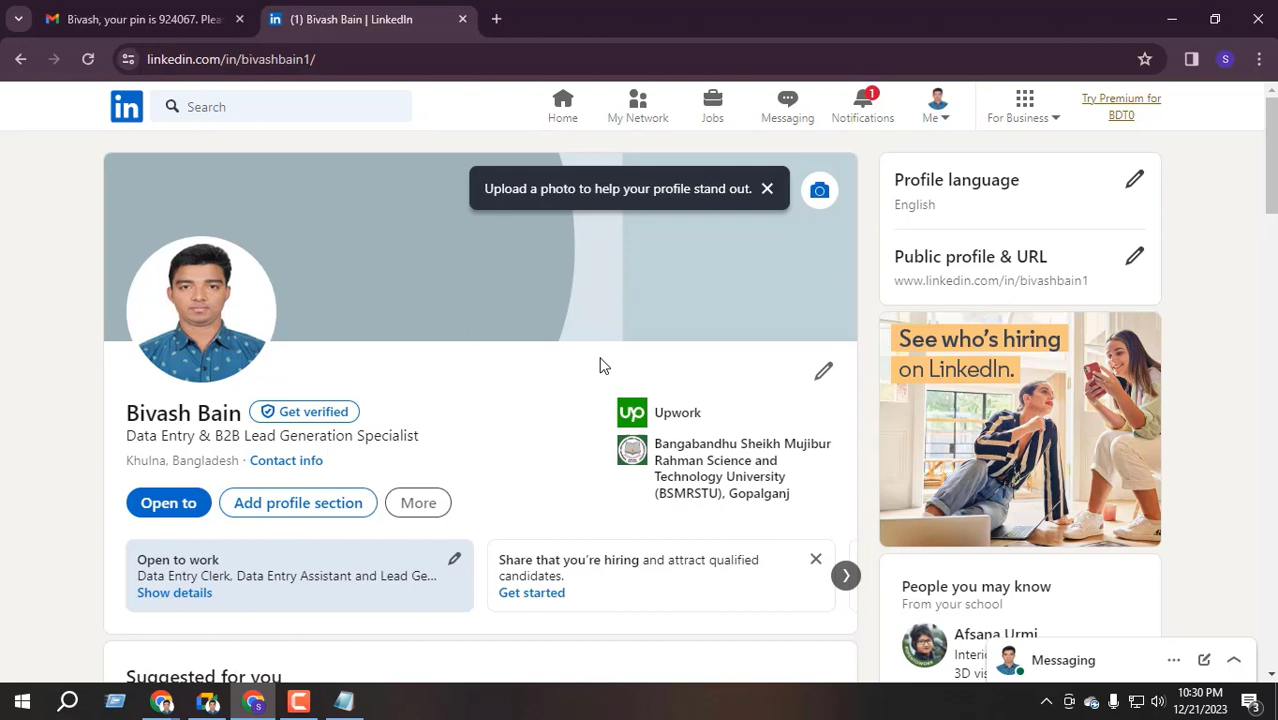 Bivash, your pin is 924067. Plea
(1) Bivash Bain | LinkedIn
linkedin.com/in/bivashbain1/
S
in
Search
Home
My Network
Jobs
Messaging
1
Notifications
Me
For Business
Try Premium for
BDT0
Upload a photo to help your profile stand out.
Bivash Bain
Get verified
Data Entry & B2B Lead Generation Specialist
Khulna, Bangladesh · Contact info
Open to
Add profile section
More
up Upwork
Bangabandhu Sheikh Mujibur
Rahman Science and
Technology University
(BSMRSTU), Gopalganj
Open to work
Data Entry Clerk, Data Entry Assistant and Lead Ge...
Show details
Share that you're hiring and attract qualified
candidates.
Get started
Suggested for you
Profile language
English
Public profile & URL
www.linkedin.com/in/bivashbain1
See who's hiring
on LinkedIn.
People you may know
From your school
Afsana Urmi
Interi
3D vis
Messaging
10:30 PM
12/21/2023
3